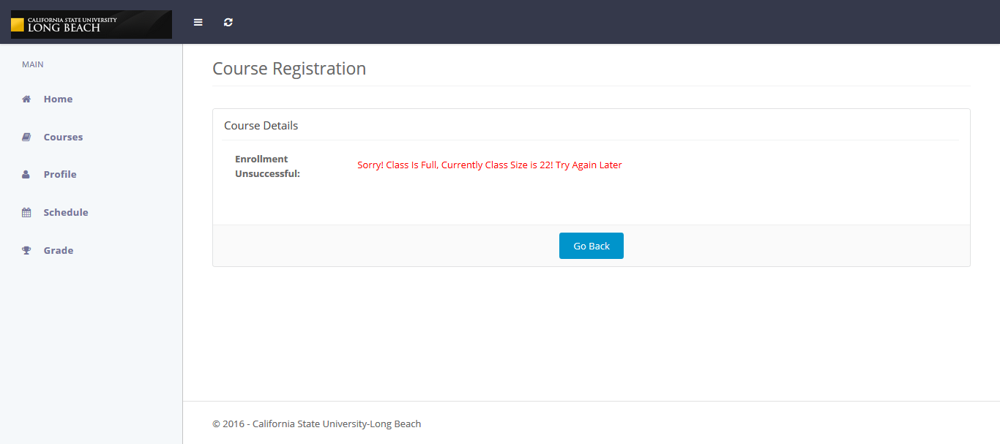 CALIFORNIA STATE UNIVERSITY
LONG BEACH
MAIN
Home
Courses
Profile
Schedule
Grade
Course Registration
Course Details
Enrollment
Unsuccessful:
Sorry! Class Is Full, Currently Class Size is 22! Try Again Later
Go Back
© 2016 - California State University-Long Beach